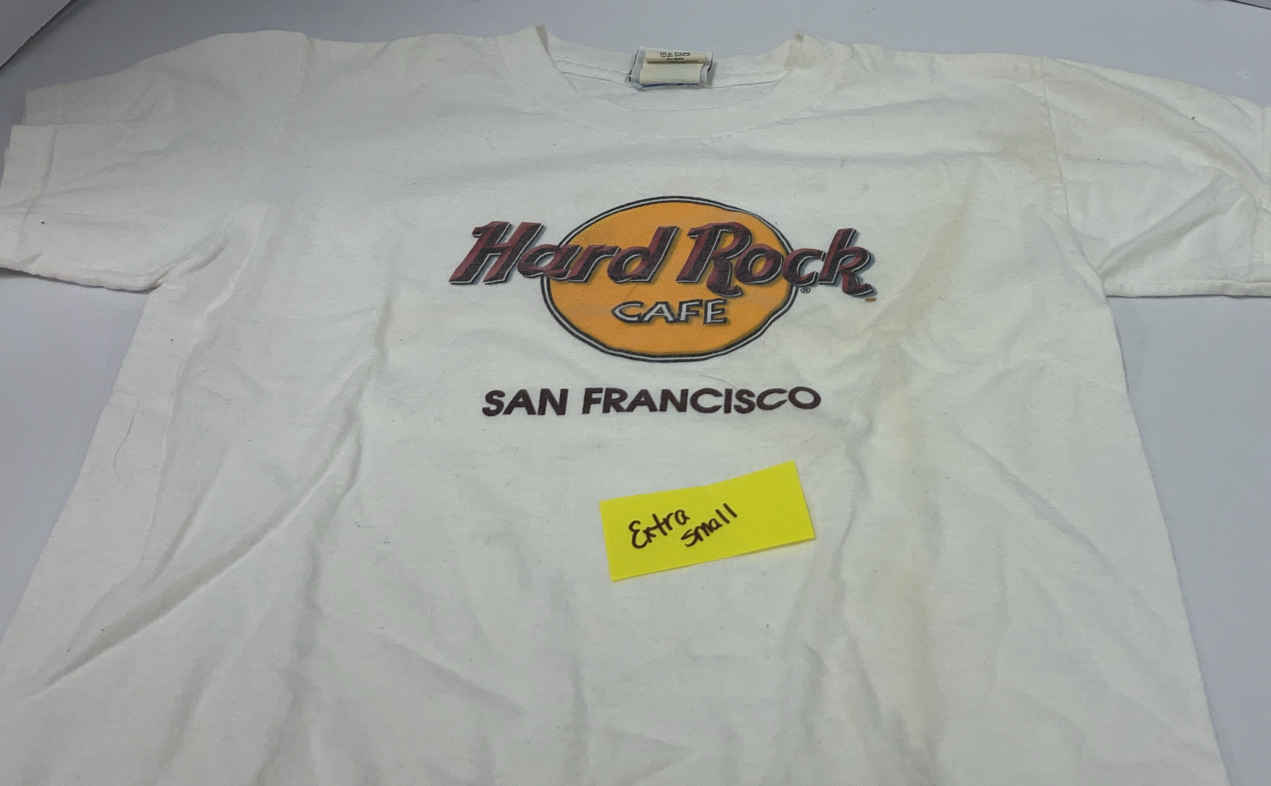 Hard Rock
CAFE
®
SAN FRANCISCO
Extra
small